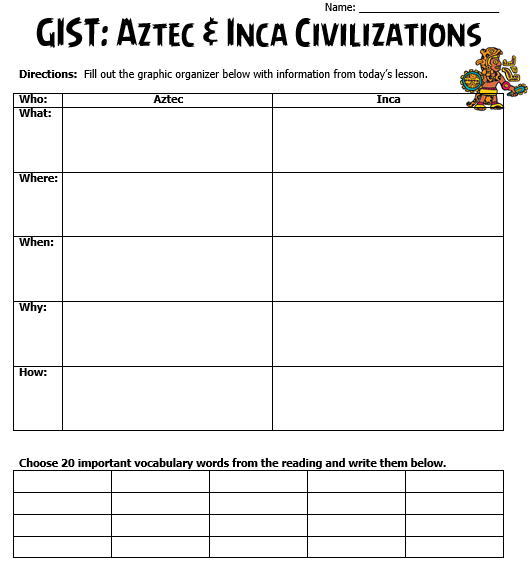 Name: ____________________
GIST: AZTEC & INCA CIVILIZATIONS
Directions: Fill out the graphic organizer below with information from today's lesson.
Who: Aztec Inca
What:
Where:
When:
Why:
How:
Choose 20 important vocabulary words from the reading and write them below.